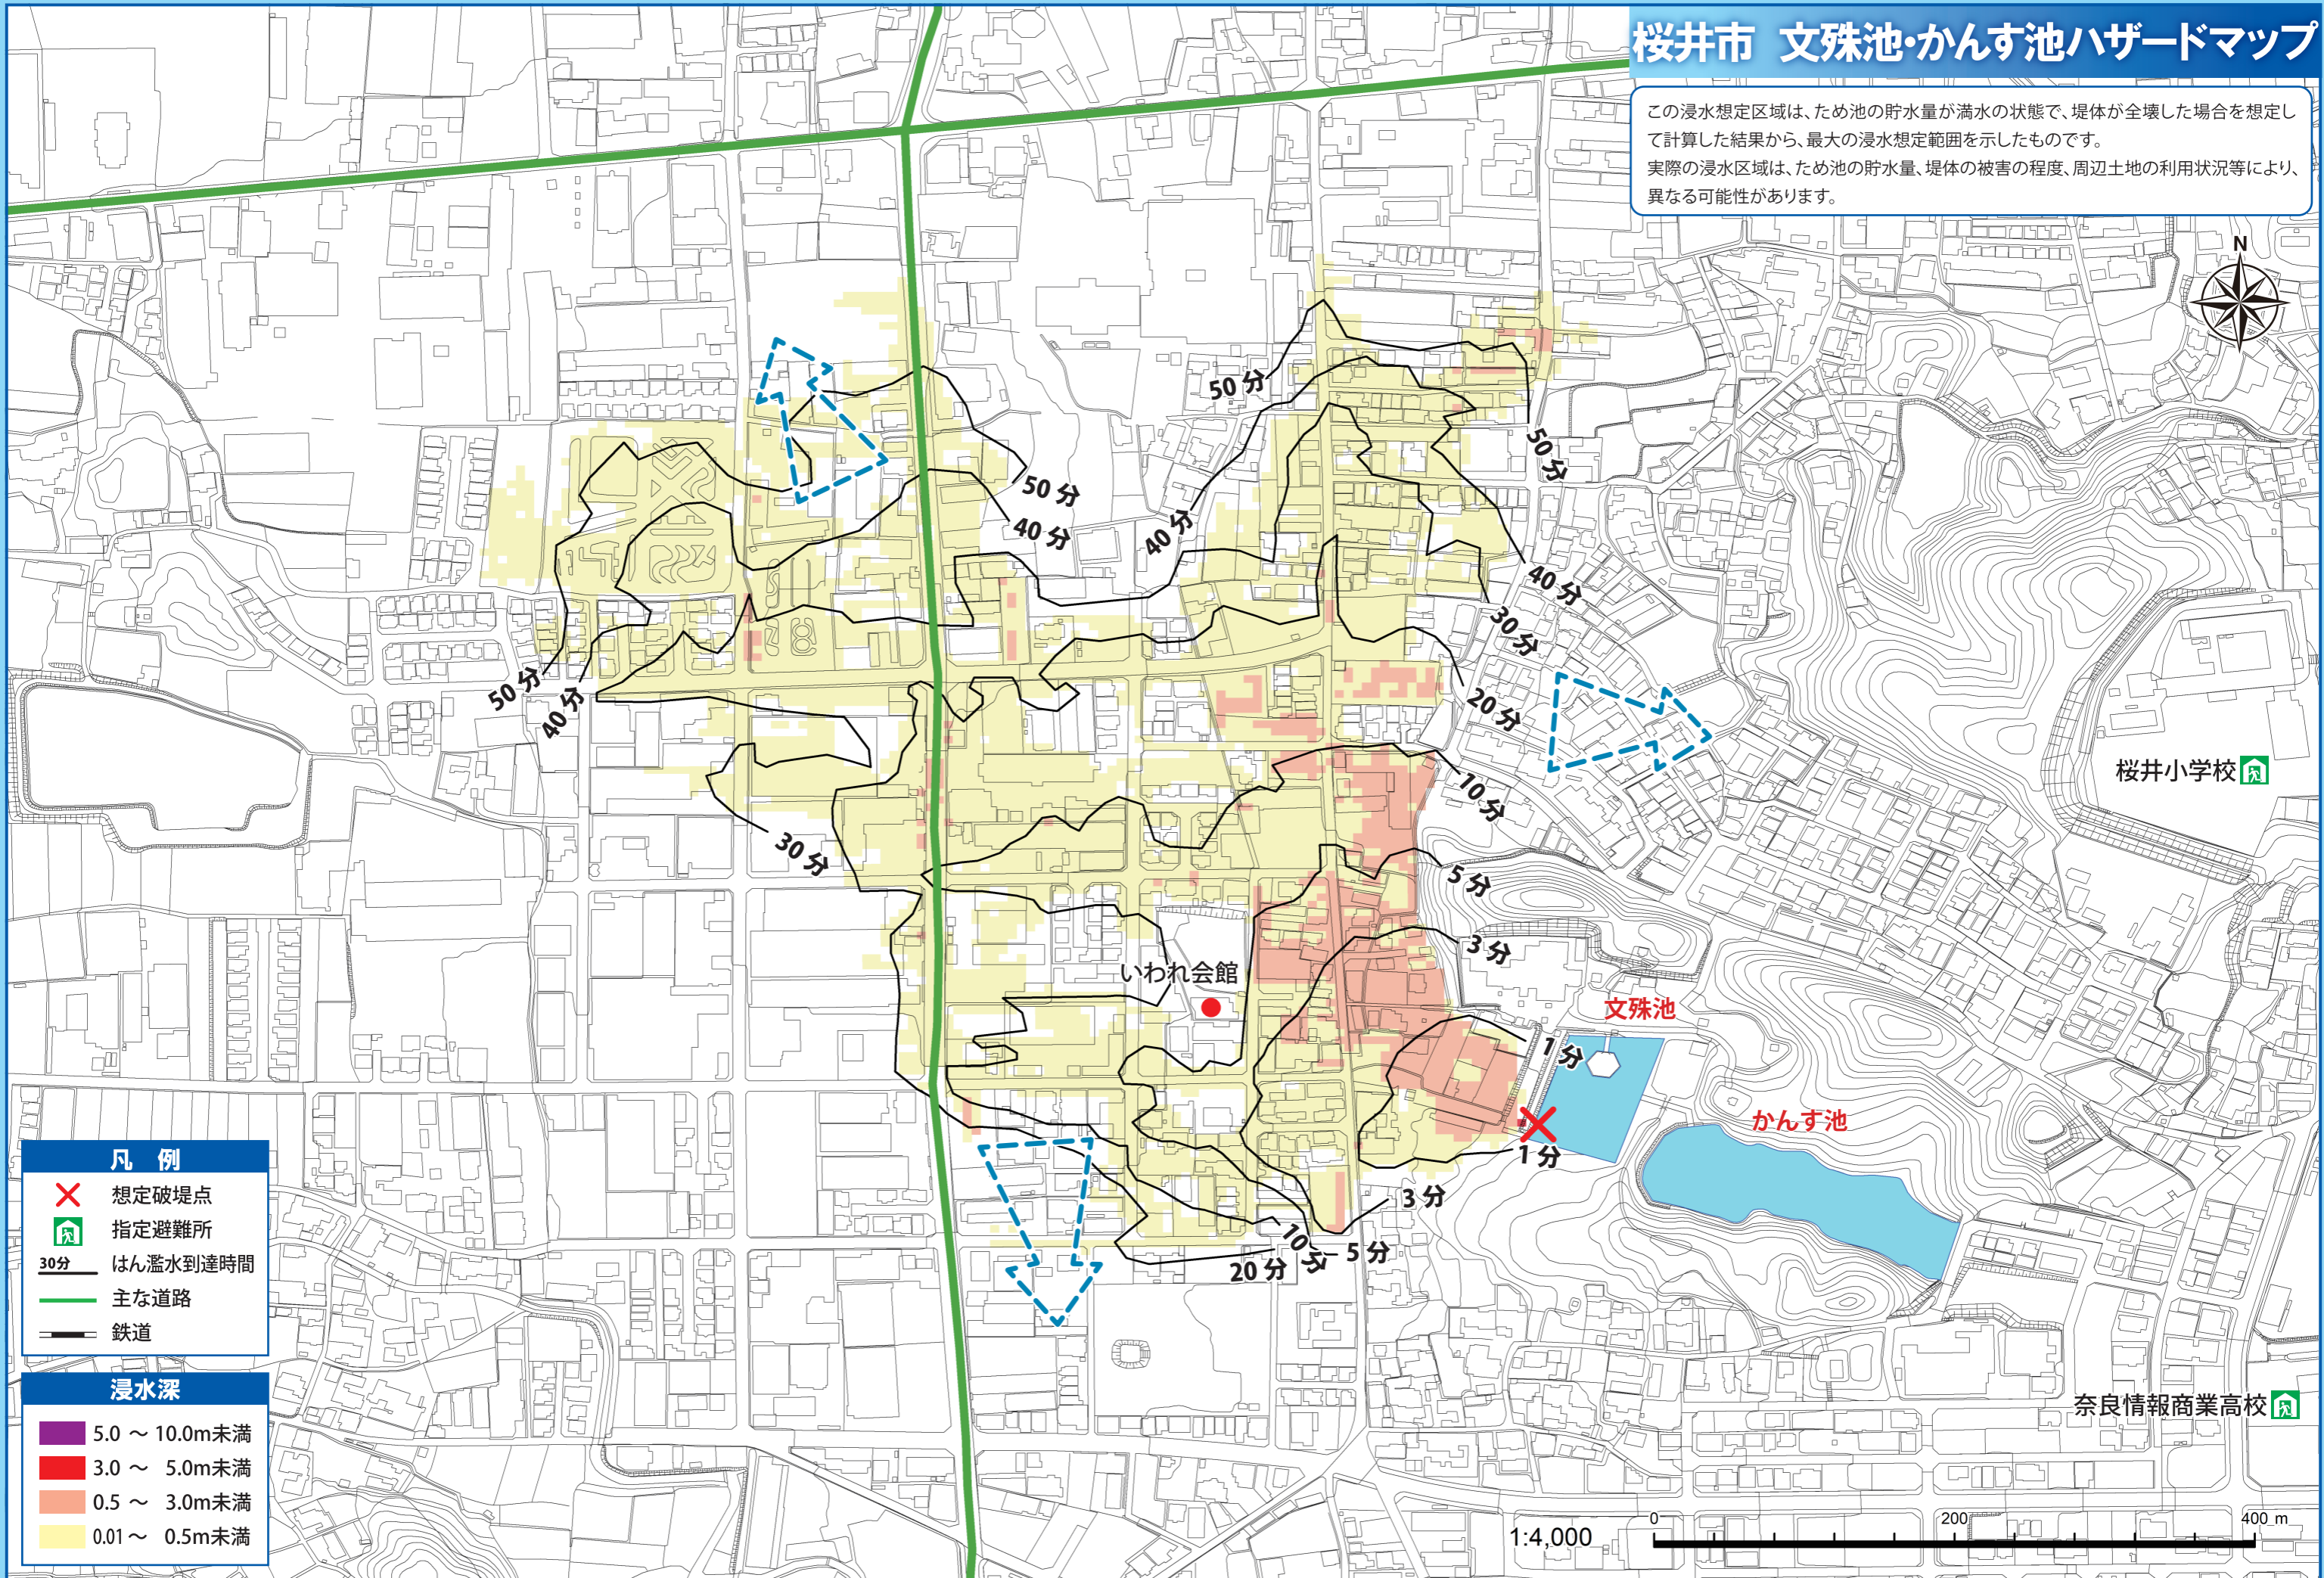 桜井市 文殊池・かんす池ハザードマップ
この浸水想定区域は、ため池の貯水量が満水の状態で、堤体が全壊した場合を想定し
て計算した結果から、最大の浸水想定範囲を示したものです。
実際の浸水区域は、ため池の貯水量、堤体の被害の程度、周辺土地の利用状況等により、
異なる可能性があります。
N
50分
50分
50分
40分
40分
40分
30分
50分
40分
20分
桜井小学校
10分
30分
5分
3分
いわれ会館
文殊池
1分
かんす池
1分
3分
10分
5分
20分
凡 例
想定破堤点
指定避難所
30分 はん濫水到達時間
主な道路
鉄道
浸水深
5.0 ～ 10.0m未満
3.0 ～ 5.0m未満
0.5 ～ 3.0m未満
0.01～ 0.5m未満
奈良情報商業高校
1:4,000
0 200 400 m